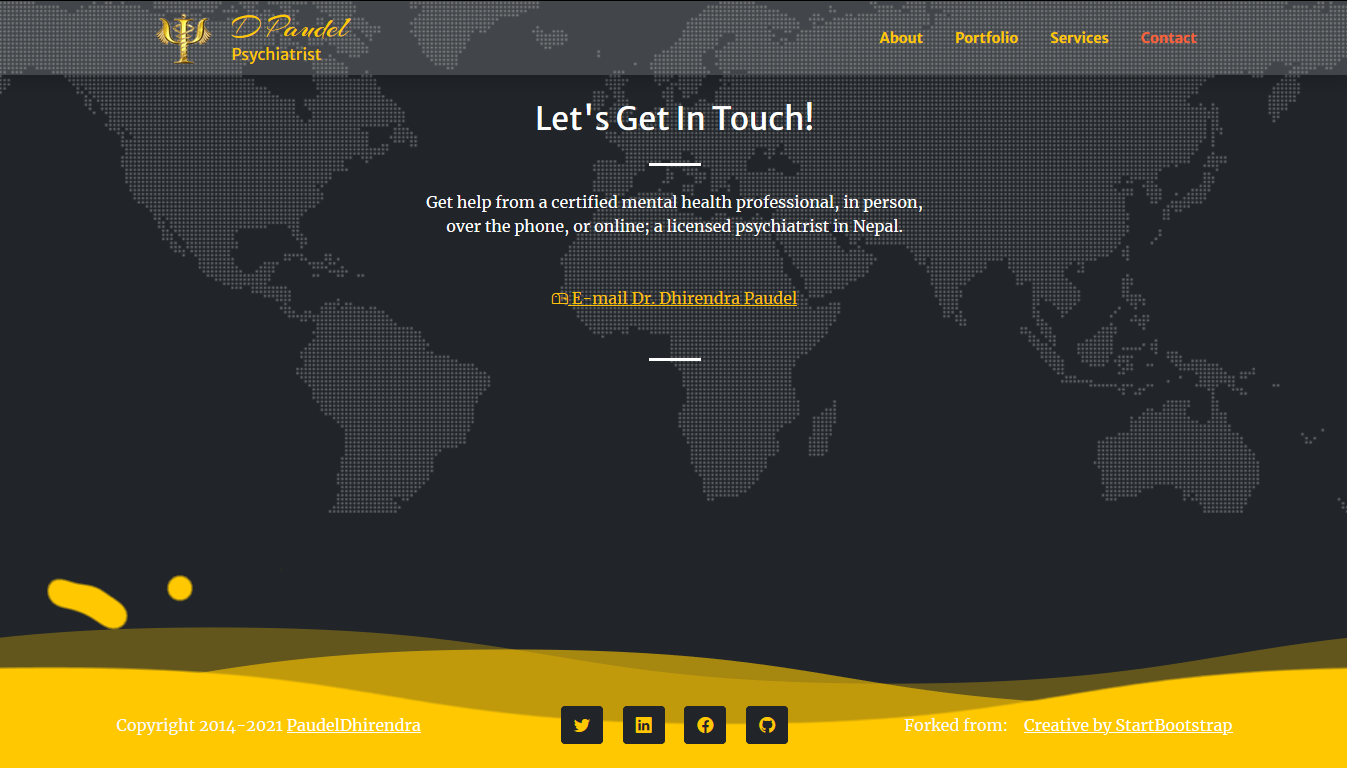 D Paudel
Psychiatrist
About Portfolio Services Contact
Let's Get In Touch!
Get help from a certified mental health professional, in person,
over the phone, or online; a licensed psychiatrist in Nepal.
E-mail Dr. Dhirendra Paudel
Copyright 2014-2021 PaudelDhirendra
Forked from: Creative by StartBootstrap